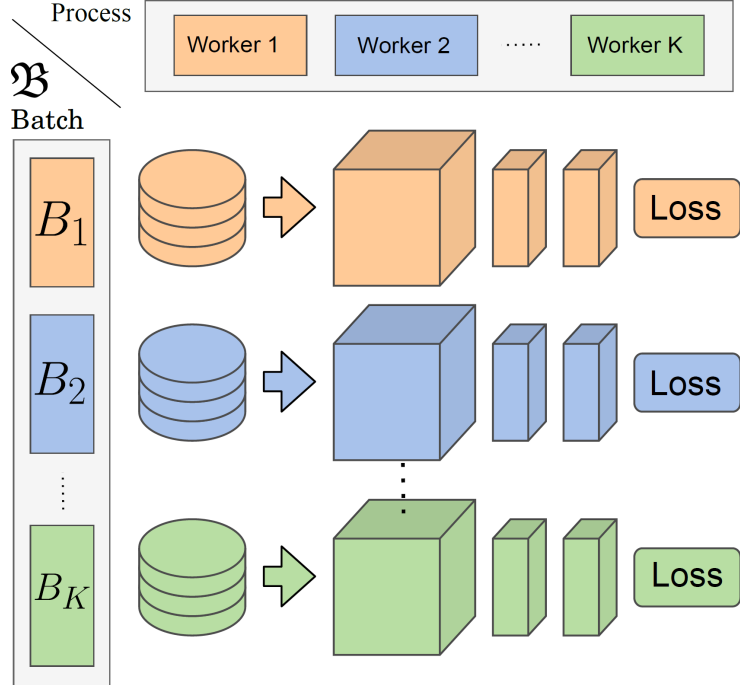 Process
Worker 1 Worker 2 ...... Worker K
𝔅
Batch
B₁ Loss
B₂ Loss
......
B_K Loss